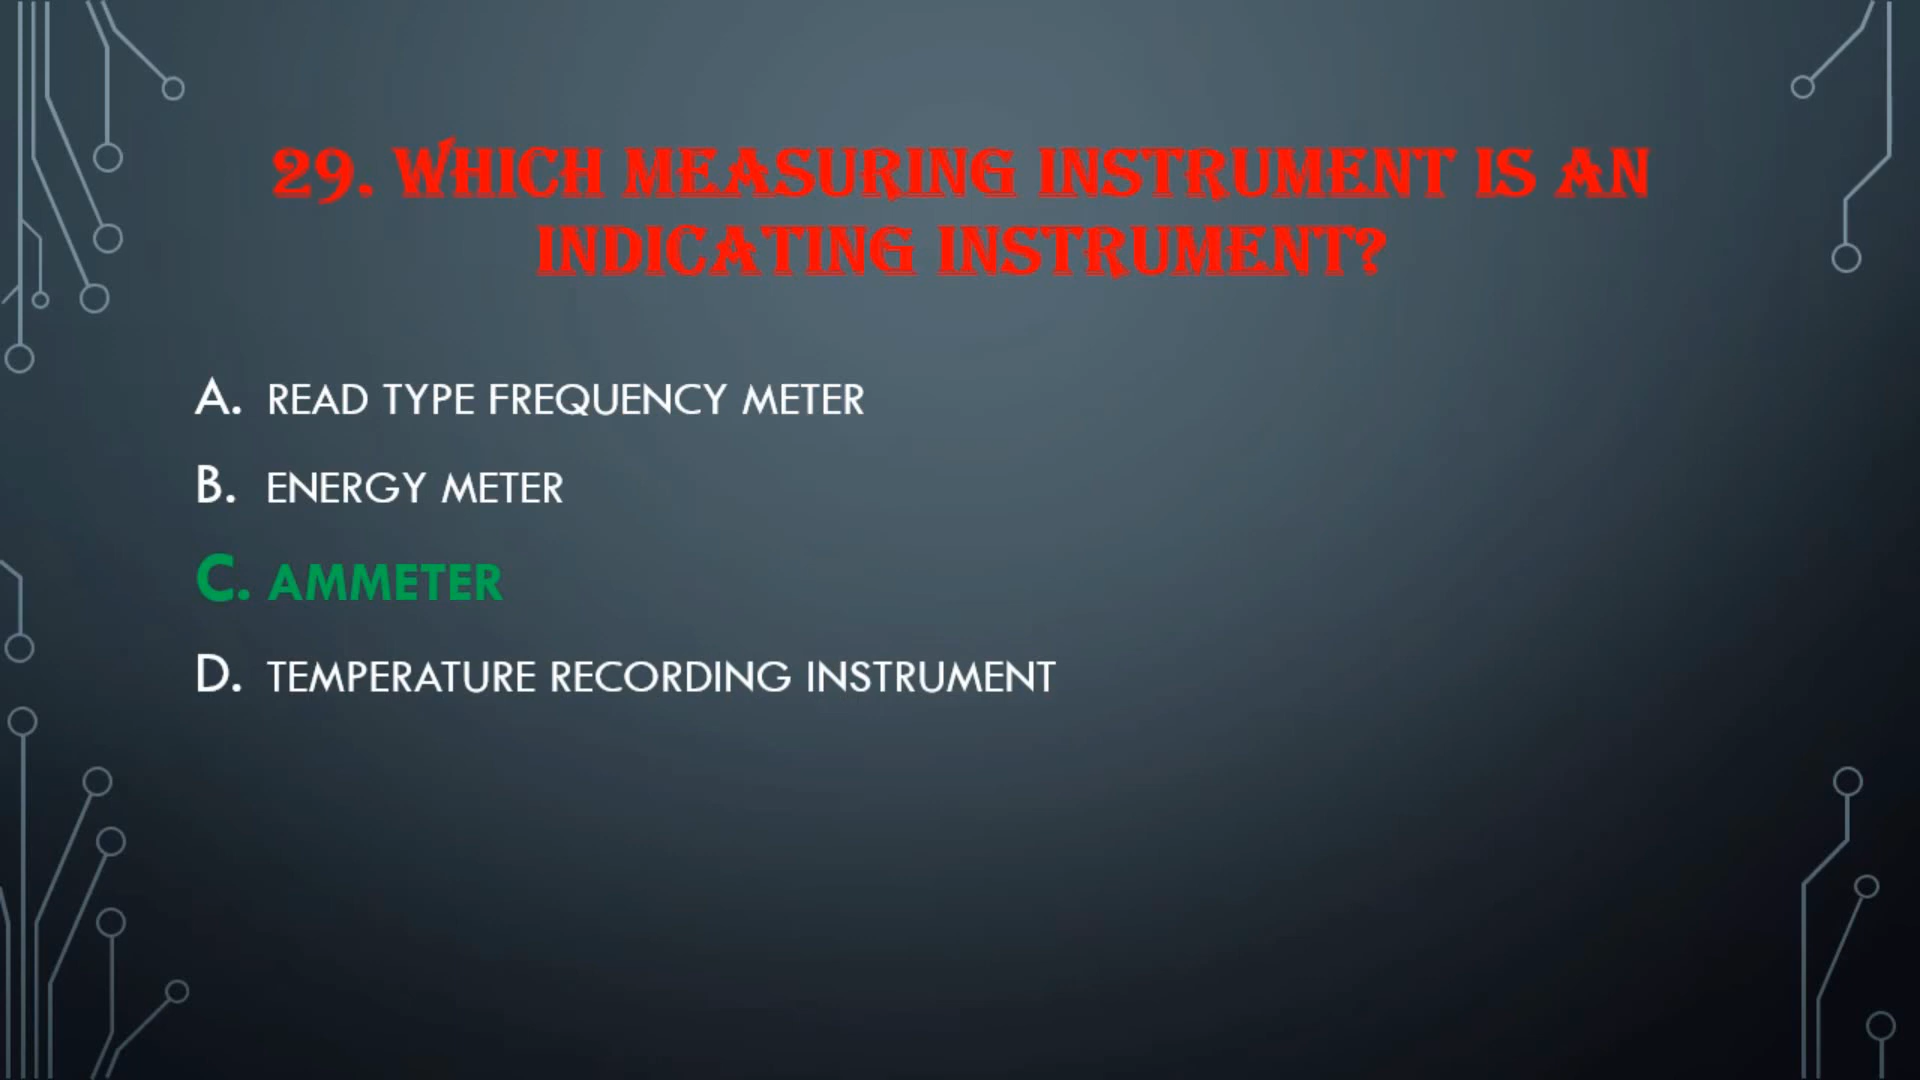 29. WHICH MEASURING INSTRUMENT IS AN
INDICATING INSTRUMENT?
A. READ TYPE FREQUENCY METER
B. ENERGY METER
C. AMMETER
D. TEMPERATURE RECORDING INSTRUMENT